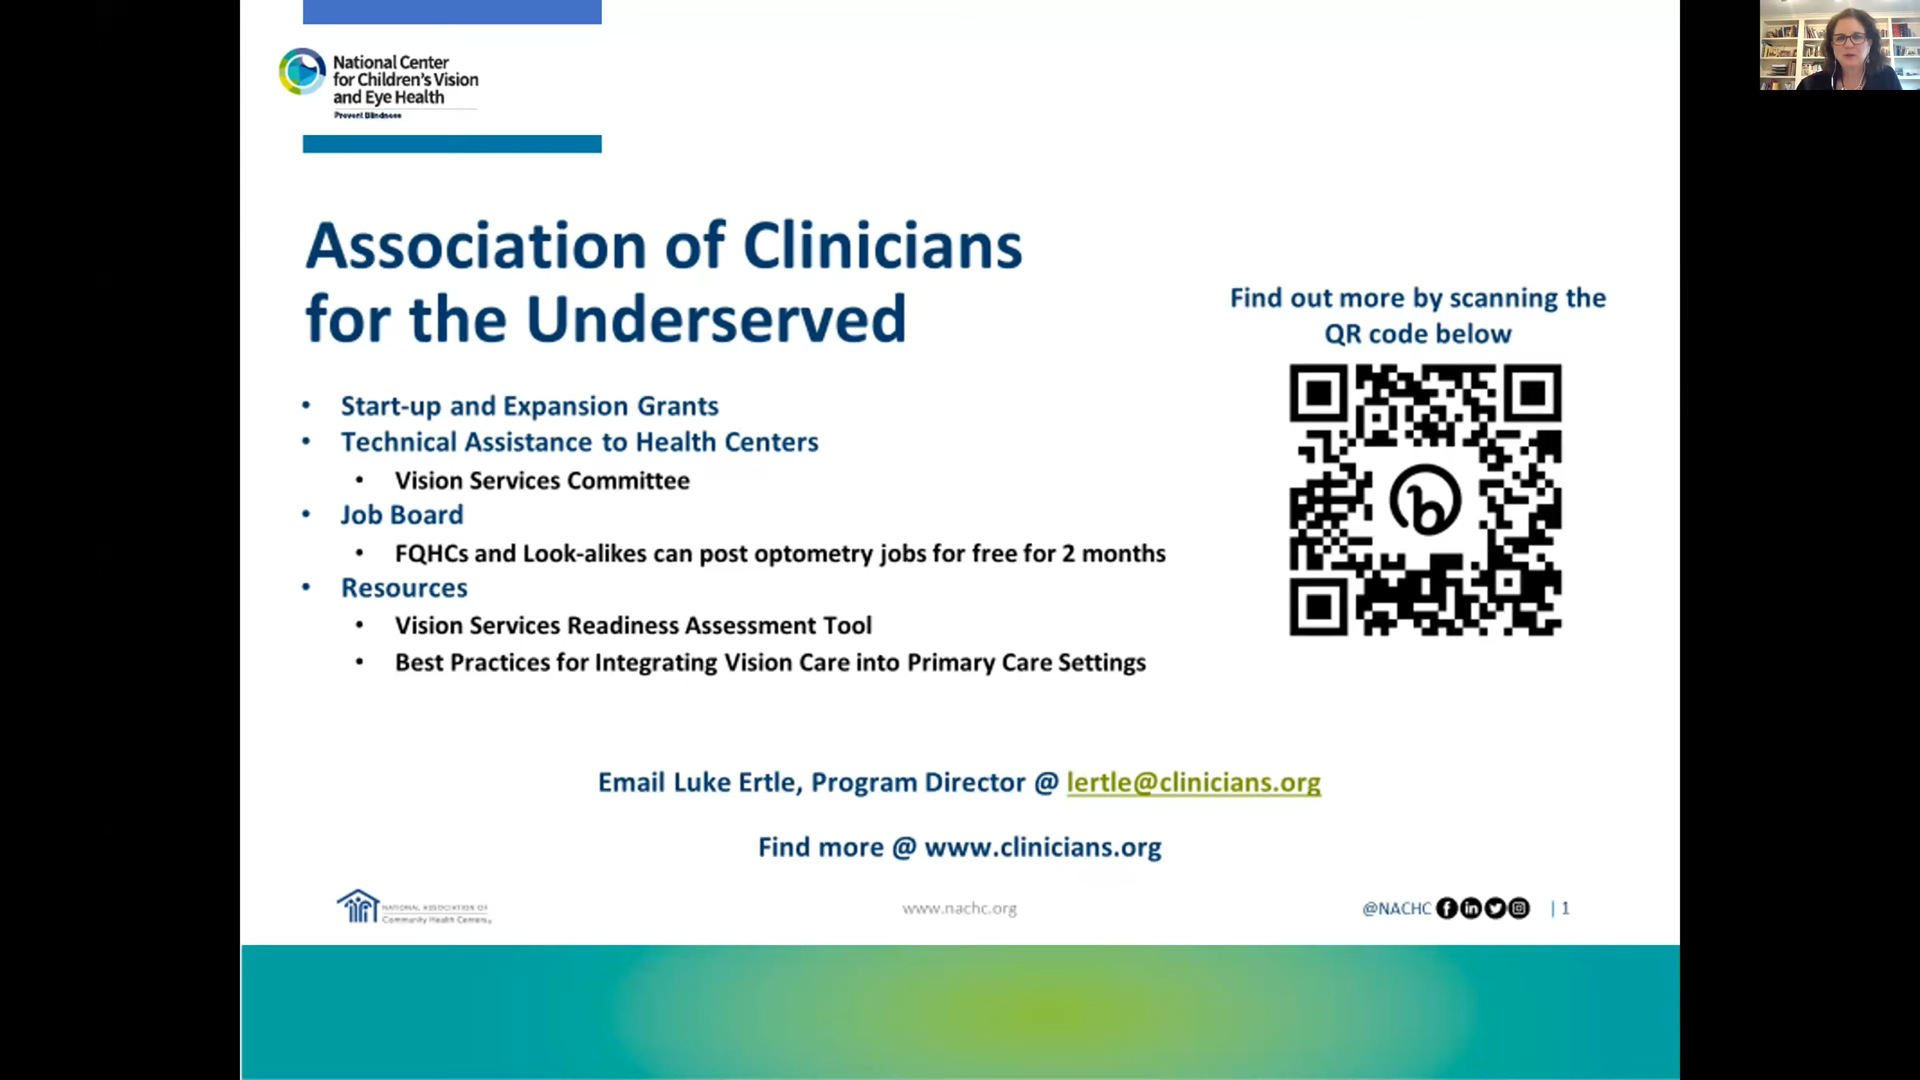 National Center
for Children's Vision
and Eye Health
Prevent Blindness
Association of Clinicians
for the Underserved
• Start-up and Expansion Grants
• Technical Assistance to Health Centers
• Vision Services Committee
• Job Board
• FQHCs and Look-alikes can post optometry jobs for free for 2 months
• Resources
• Vision Services Readiness Assessment Tool
• Best Practices for Integrating Vision Care into Primary Care Settings
Find out more by scanning the
QR code below
b
Email Luke Ertle, Program Director @ lertle@clinicians.org
Find more @ www.clinicians.org
NATIONAL ASSOCIATION OF
Community Health Centers®
www.nachc.org
@NACHC
| 1